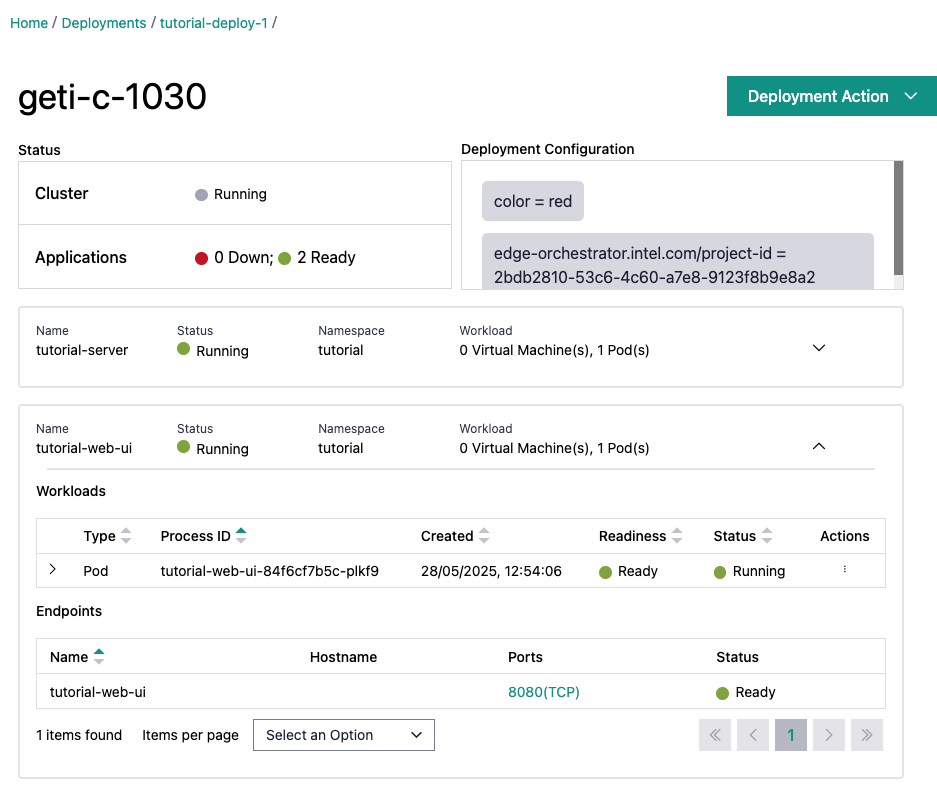 Home / Deployments / tutorial-deploy-1 /
geti-c-1030
Deployment Action
Status
Deployment Configuration
Cluster Running
color = red
Applications 0 Down; 2 Ready
edge-orchestrator.intel.com/project-id =
2bdb2810-53c6-4c60-a7e8-9123f8b9e8a2
Name Status Namespace Workload
tutorial-server Running tutorial 0 Virtual Machine(s), 1 Pod(s)
Name Status Namespace Workload
tutorial-web-ui Running tutorial 0 Virtual Machine(s), 1 Pod(s)
Workloads
Type Process ID Created Readiness Status Actions
Pod tutorial-web-ui-84f6cf7b5c-plkf9 28/05/2025, 12:54:06 Ready Running
Endpoints
Name Hostname Ports Status
tutorial-web-ui 8080(TCP) Ready
1 items found Items per page Select an Option 1